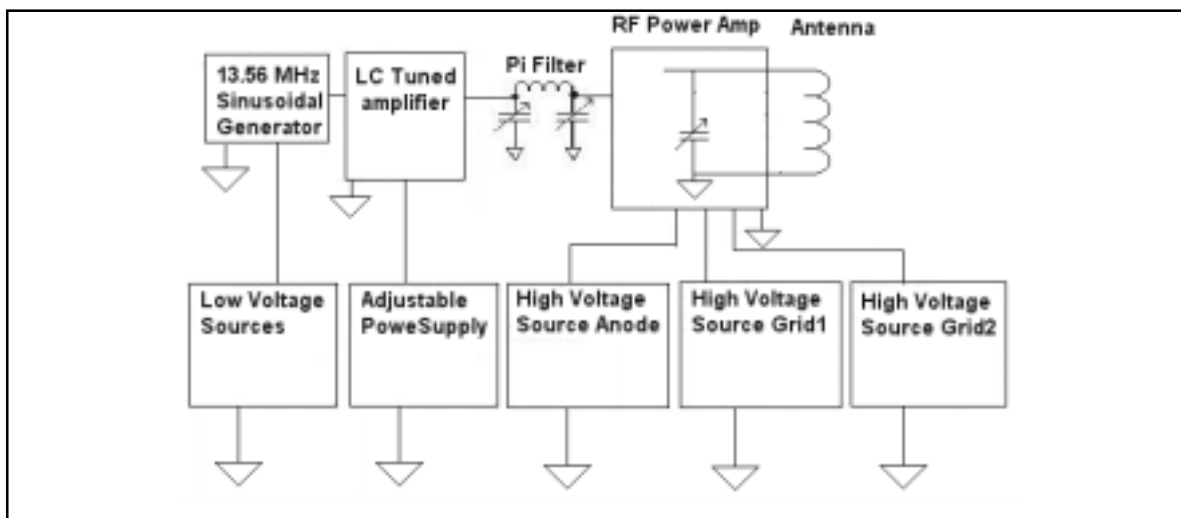 RF Power Amp
Antenna
13.56 MHz
Sinusoidal
Generator
LC Tuned
amplifier
Pi Filter
Low Voltage
Sources
Adjustable
PoweSupply
High Voltage
Source Anode
High Voltage
Source Grid1
High Voltage
Source Grid2